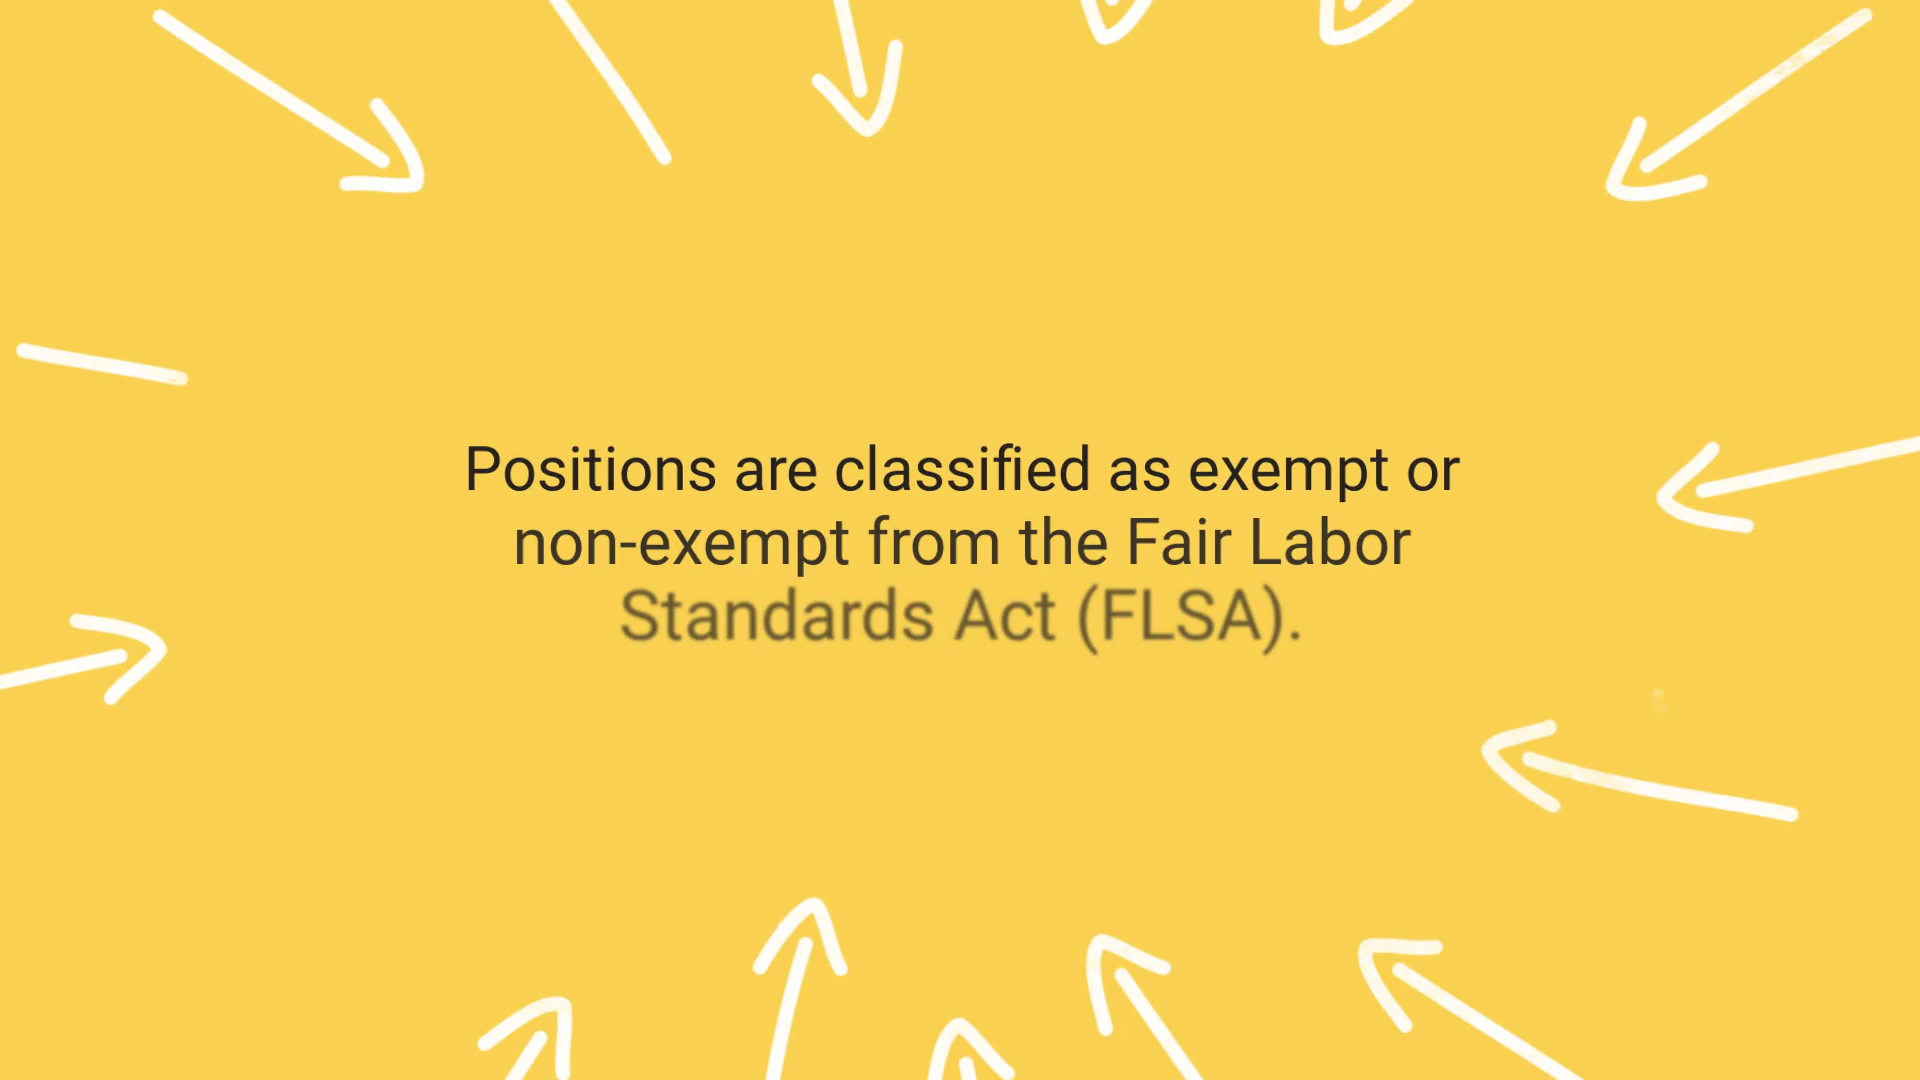 Positions are classified as exempt or
non-exempt from the Fair Labor
Standards Act (FLSA).